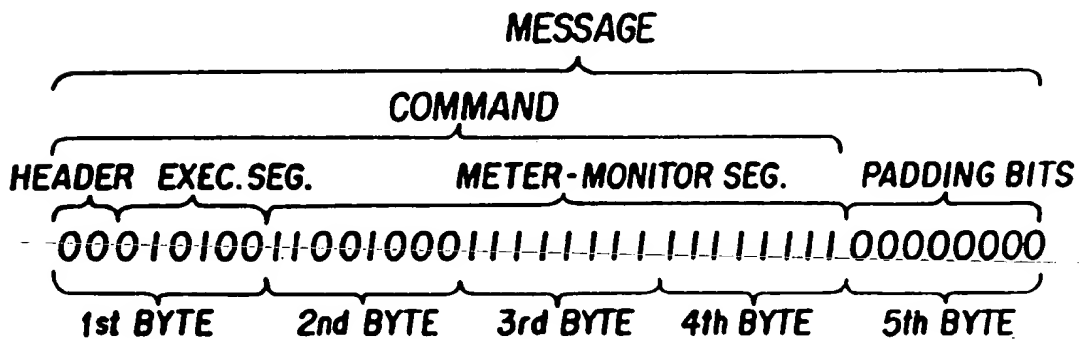 MESSAGE
COMMAND
HEADER EXEC. SEG. METER-MONITOR SEG. PADDING BITS
0001010011001000111111111111111100000000
1st BYTE 2nd BYTE 3rd BYTE 4th BYTE 5th BYTE